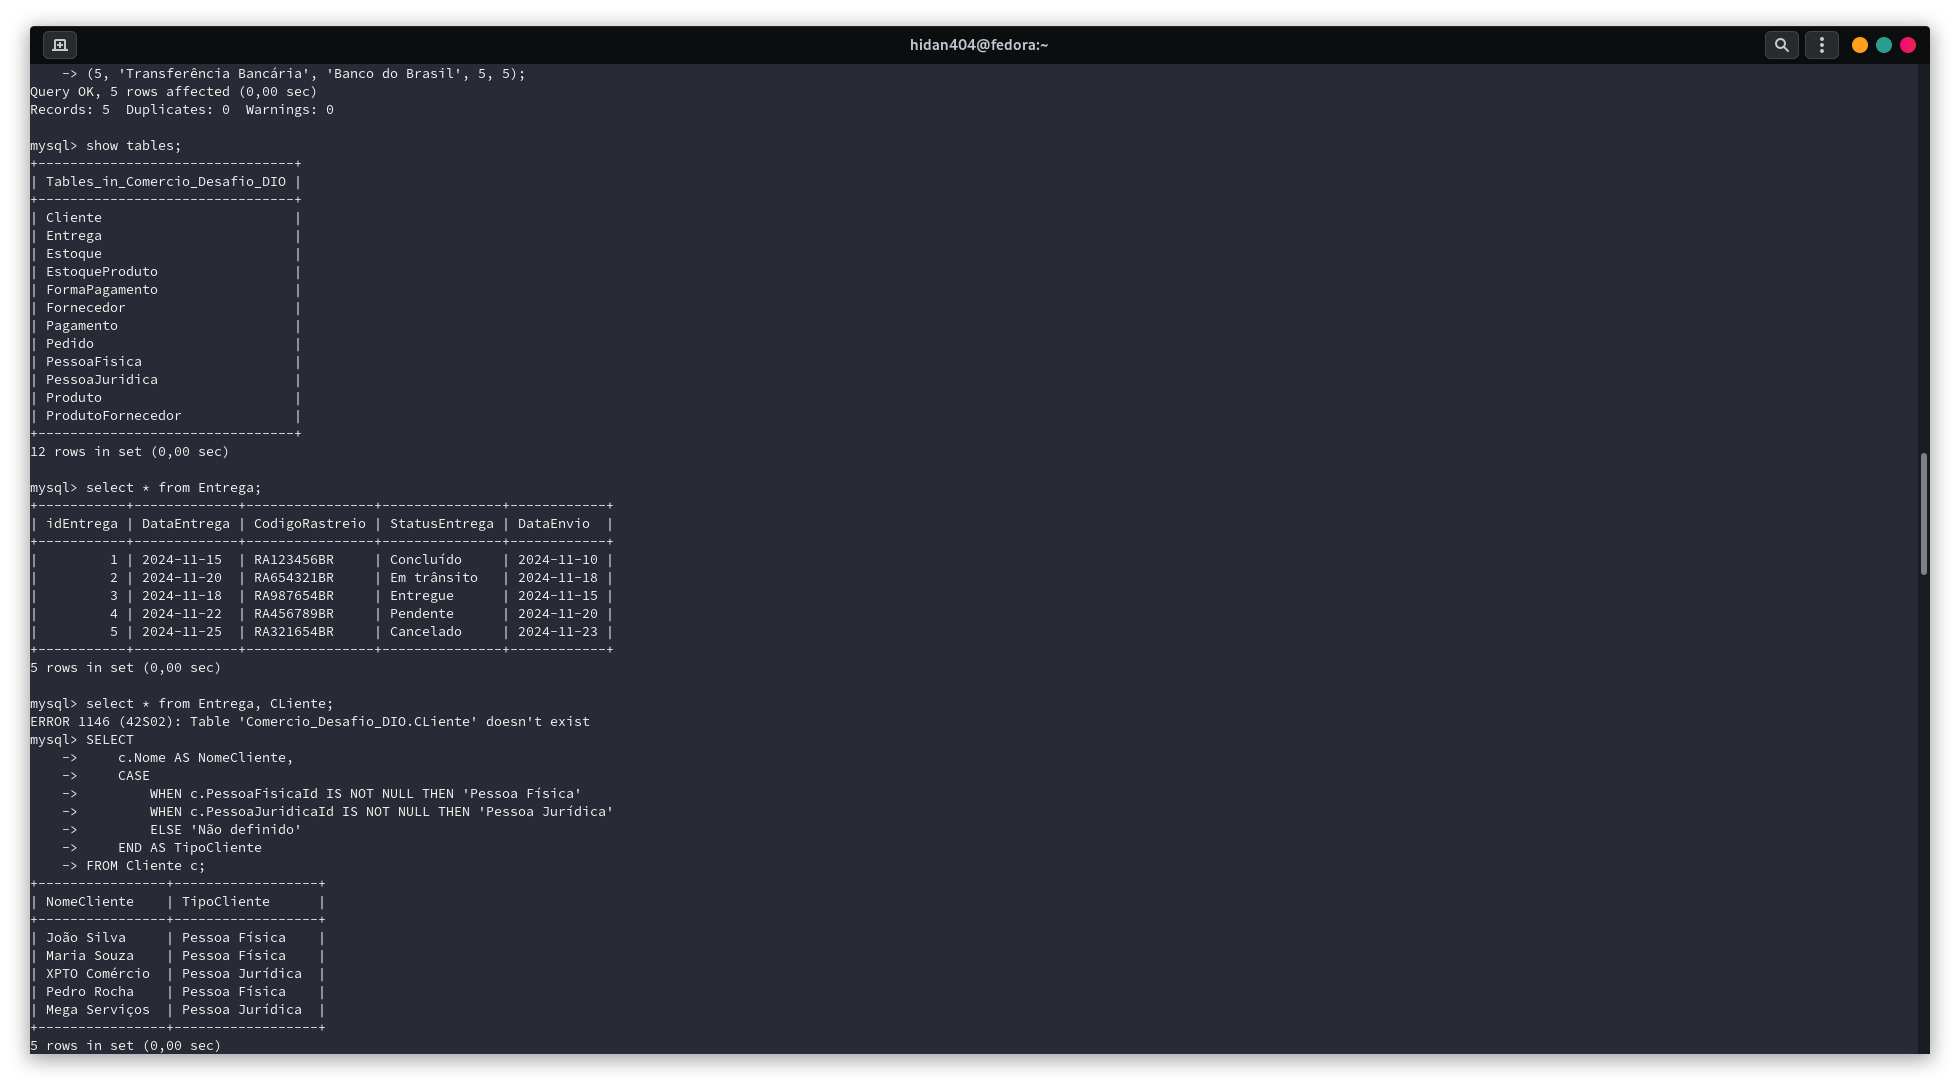 hidan404@fedora:~
    -> (5, 'Transferência Bancária', 'Banco do Brasil', 5, 5);
Query OK, 5 rows affected (0,00 sec)
Records: 5  Duplicates: 0  Warnings: 0
mysql> show tables;
+--------------------------------+
| Tables_in_Comercio_Desafio_DIO |
+--------------------------------+
| Cliente                        |
| Entrega                        |
| Estoque                        |
| EstoqueProduto                 |
| FormaPagamento                 |
| Fornecedor                     |
| Pagamento                      |
| Pedido                         |
| PessoaFisica                   |
| PessoaJuridica                 |
| Produto                        |
| ProdutoFornecedor              |
+--------------------------------+
12 rows in set (0,00 sec)
mysql> select * from Entrega;
+-----------+-------------+----------------+---------------+------------+
| idEntrega | DataEntrega | CodigoRastreio | StatusEntrega | DataEnvio  |
+-----------+-------------+----------------+---------------+------------+
|         1 | 2024-11-15  | RA123456BR     | Concluído     | 2024-11-10 |
|         2 | 2024-11-20  | RA654321BR     | Em trânsito   | 2024-11-18 |
|         3 | 2024-11-18  | RA987654BR     | Entregue      | 2024-11-15 |
|         4 | 2024-11-22  | RA456789BR     | Pendente      | 2024-11-20 |
|         5 | 2024-11-25  | RA321654BR     | Cancelado     | 2024-11-23 |
+-----------+-------------+----------------+---------------+------------+
5 rows in set (0,00 sec)
mysql> select * from Entrega, CLiente;
ERROR 1146 (42S02): Table 'Comercio_Desafio_DIO.CLiente' doesn't exist
mysql> SELECT
    ->     c.Nome AS NomeCliente,
    ->     CASE
    ->         WHEN c.PessoaFisicaId IS NOT NULL THEN 'Pessoa Física'
    ->         WHEN c.PessoaJuridicaId IS NOT NULL THEN 'Pessoa Jurídica'
    ->         ELSE 'Não definido'
    ->     END AS TipoCliente
    -> FROM Cliente c;
+----------------+------------------+
| NomeCliente    | TipoCliente      |
+----------------+------------------+
| João Silva     | Pessoa Física    |
| Maria Souza    | Pessoa Física    |
| XPTO Comércio  | Pessoa Jurídica  |
| Pedro Rocha    | Pessoa Física    |
| Mega Serviços  | Pessoa Jurídica  |
+----------------+------------------+
5 rows in set (0,00 sec)